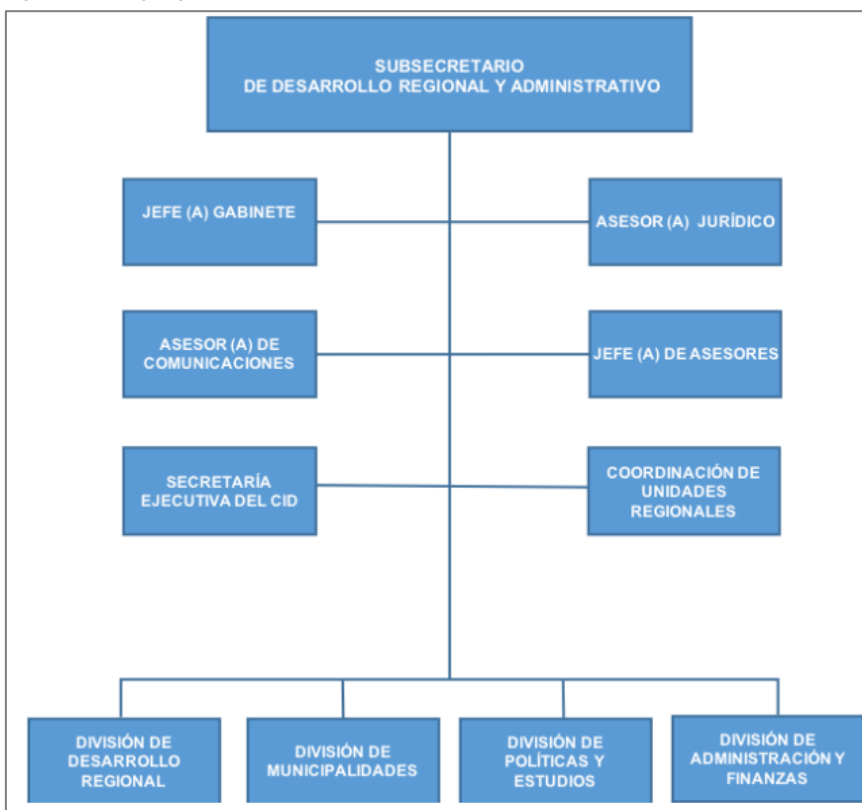 SUBSECRETARIO
DE DESARROLLO REGIONAL Y ADMINISTRATIVO
JEFE (A) GABINETE
ASESOR (A) JURÍDICO
ASESOR (A) DE
COMUNICACIONES
JEFE (A) DE ASESORES
SECRETARÍA
EJECUTIVA DEL CID
COORDINACIÓN DE
UNIDADES
REGIONALES
DIVISIÓN DE
DESARROLLO
REGIONAL
DIVISIÓN DE
MUNICIPALIDADES
DIVISIÓN DE
POLÍTICAS Y
ESTUDIOS
DIVISIÓN DE
ADMINISTRACIÓN Y
FINANZAS